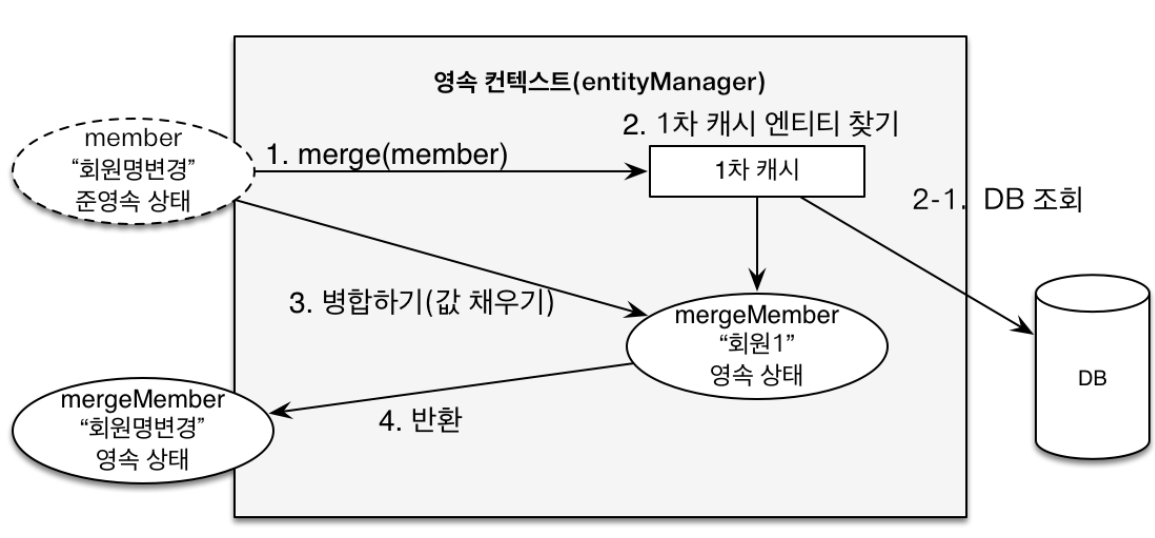 영속 컨텍스트(entityManager)
member
“회원명변경”
준영속 상태
1. merge(member)
2. 1차 캐시 엔티티 찾기
1차 캐시
2-1. DB 조회
3. 병합하기(값 채우기)
mergeMember
“회원1”
영속 상태
DB
4. 반환
mergeMember
“회원명변경”
영속 상태